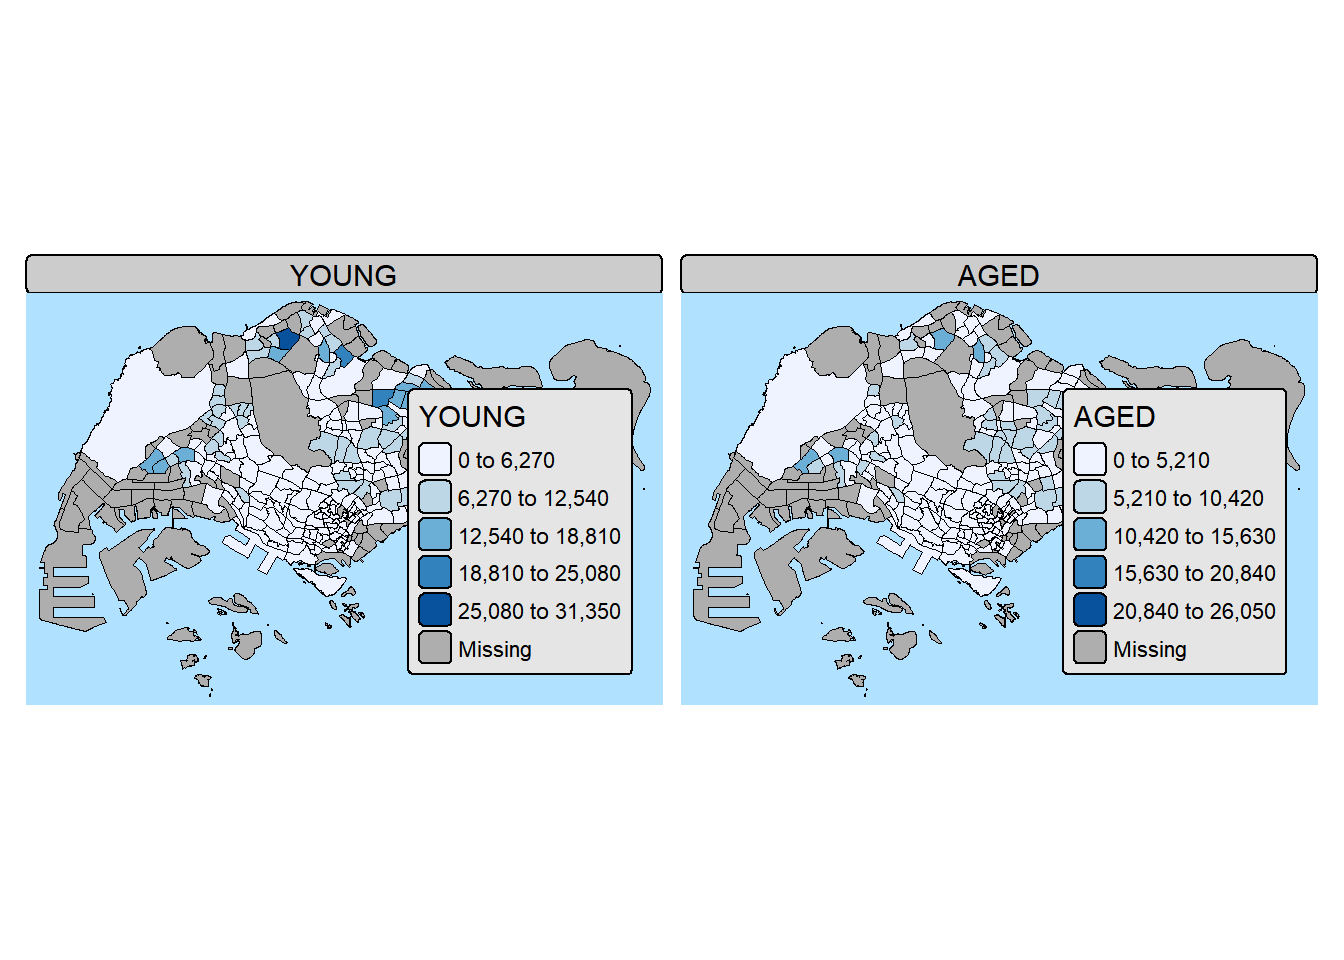 YOUNG
YOUNG
0 to 6,270
6,270 to 12,540
12,540 to 18,810
18,810 to 25,080
25,080 to 31,350
Missing
AGED
AGED
0 to 5,210
5,210 to 10,420
10,420 to 15,630
15,630 to 20,840
20,840 to 26,050
Missing